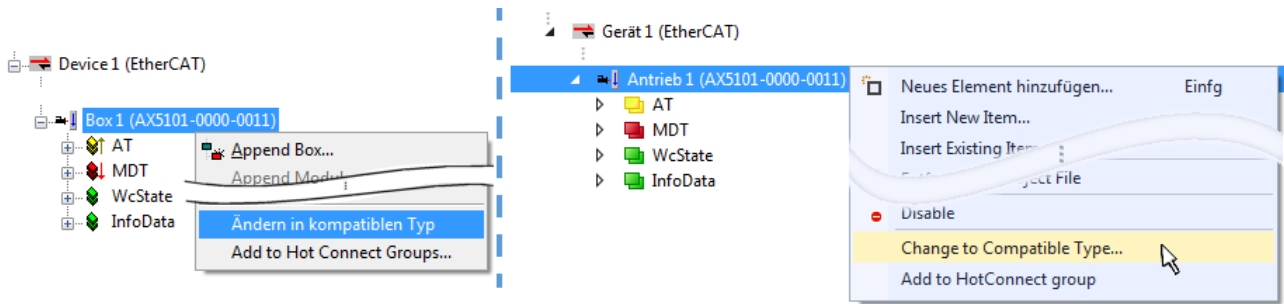 Device 1 (EtherCAT)
Box 1 (AX5101-0000-0011)
AT
MDT
WcState
InfoData
Append Box...
Append Modul
Ändern in kompatiblen Typ
Add to Hot Connect Groups...
Gerät 1 (EtherCAT)
Antrieb 1 (AX5101-0000-0011)
AT
MDT
WcState
InfoData
Neues Element hinzufügen... Einfg
Insert New Item...
Insert Existing Item
ject File
Disable
Change to Compatible Type...
Add to HotConnect group